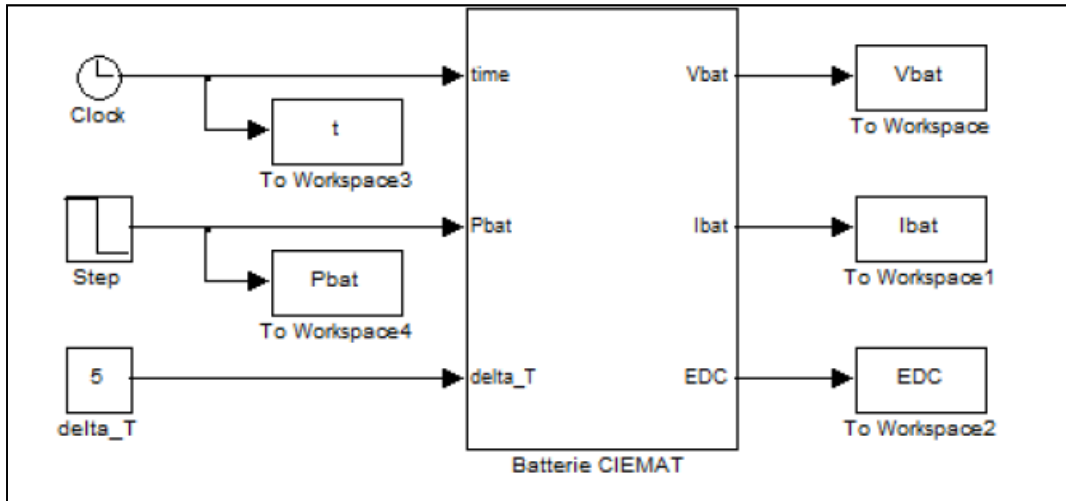 Clock
t
To Workspace3
Step
Pbat
To Workspace4
5
delta_T
time
Pbat
delta_T
Vbat
Ibat
EDC
Batterie CIEMAT
Vbat
To Workspace
Ibat
To Workspace1
EDC
To Workspace2